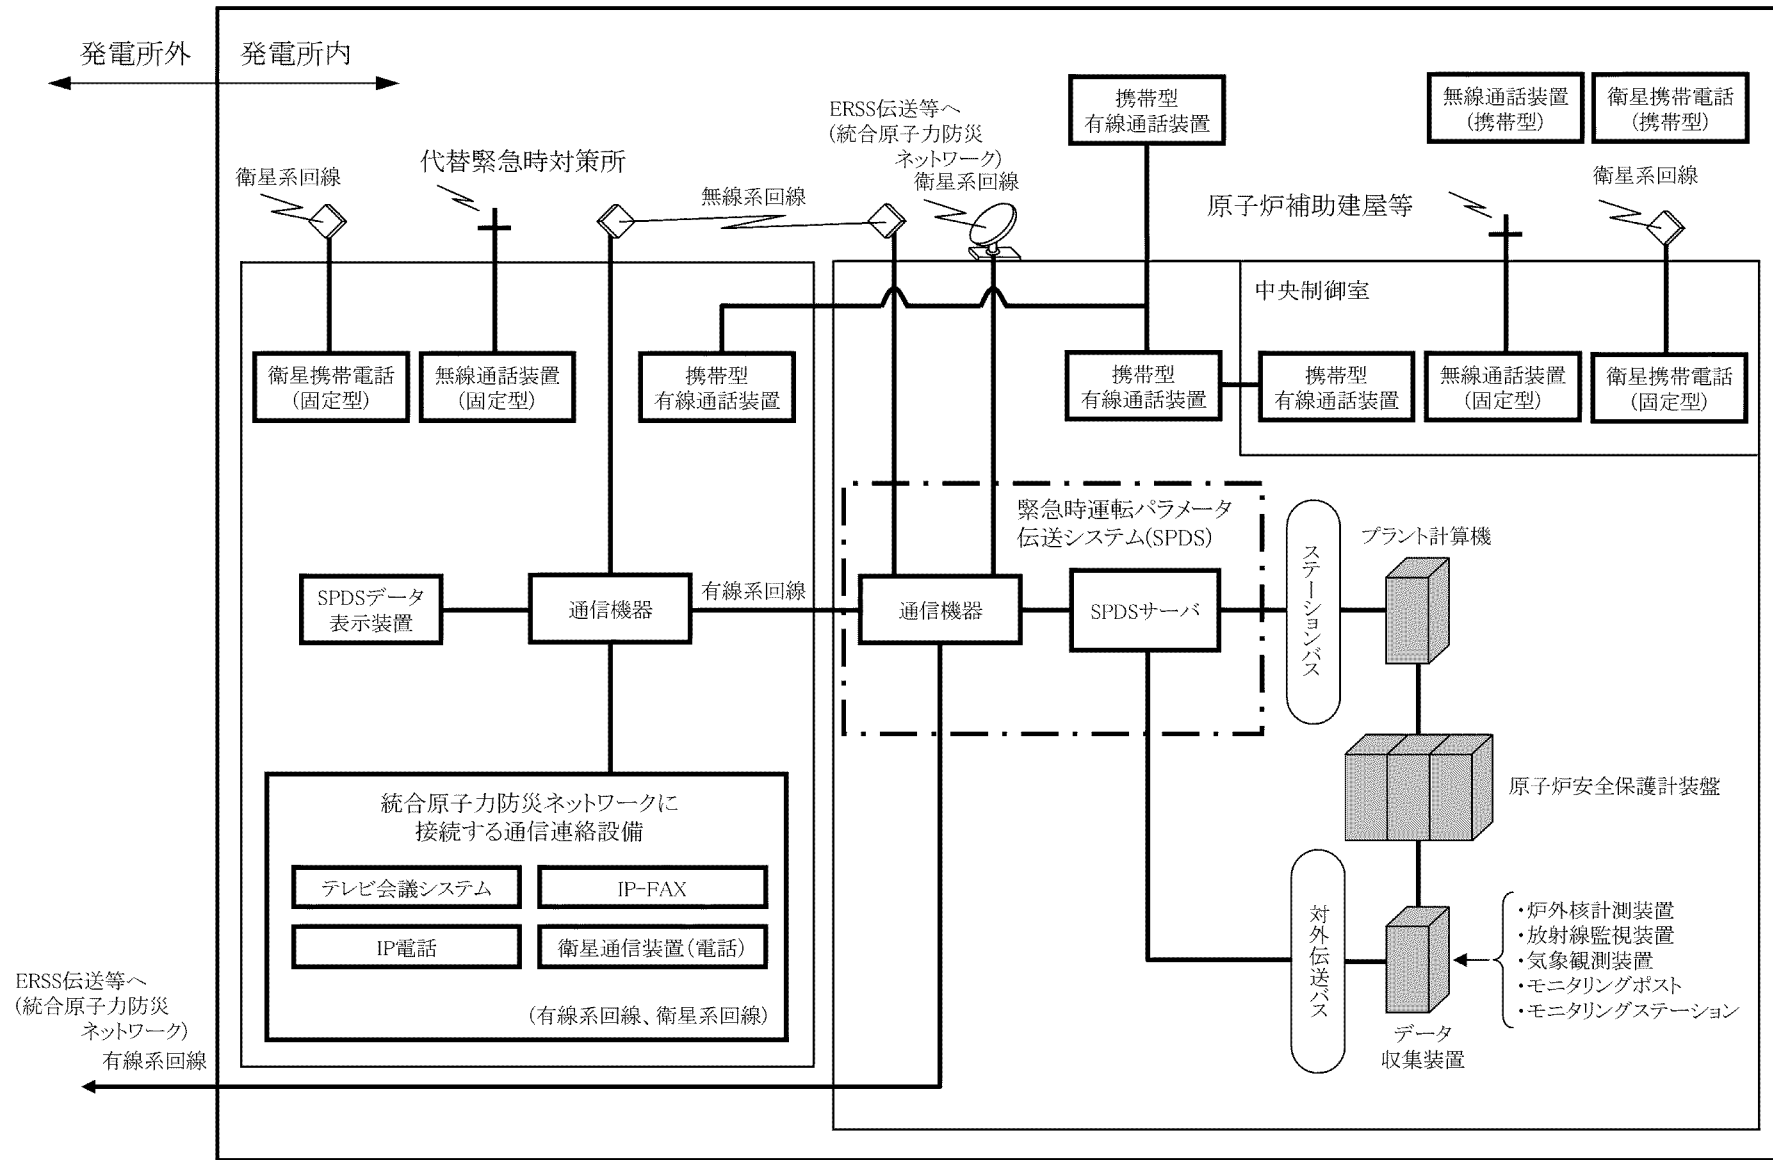 発電所外
発電所内
ERSS伝送等へ
(統合原子力防災
ネットワーク)
衛星系回線
携帯型
有線通話装置
無線通話装置
(携帯型)
衛星携帯電話
(携帯型)
代替緊急時対策所
衛星系回線
無線系回線
原子炉補助建屋等
衛星系回線
中央制御室
衛星携帯電話
(固定型)
無線通話装置
(固定型)
携帯型
有線通話装置
携帯型
有線通話装置
携帯型
有線通話装置
無線通話装置
(固定型)
衛星携帯電話
(固定型)
緊急時運転パラメータ
伝送システム(SPDS)
ステーションバス
プラント計算機
SPDSデータ
表示装置
通信機器
有線系回線
通信機器
SPDSサーバ
原子炉安全保護計装盤
統合原子力防災ネットワークに
接続する通信連絡設備
テレビ会議システム
IP-FAX
IP電話
衛星通信装置(電話)
(有線系回線、衛星系回線)
対外伝送バス
・炉外核計測装置
・放射線監視装置
・気象観測装置
・モニタリングポスト
・モニタリングステーション
データ
収集装置
ERSS伝送等へ
(統合原子力防災
ネットワーク)
有線系回線